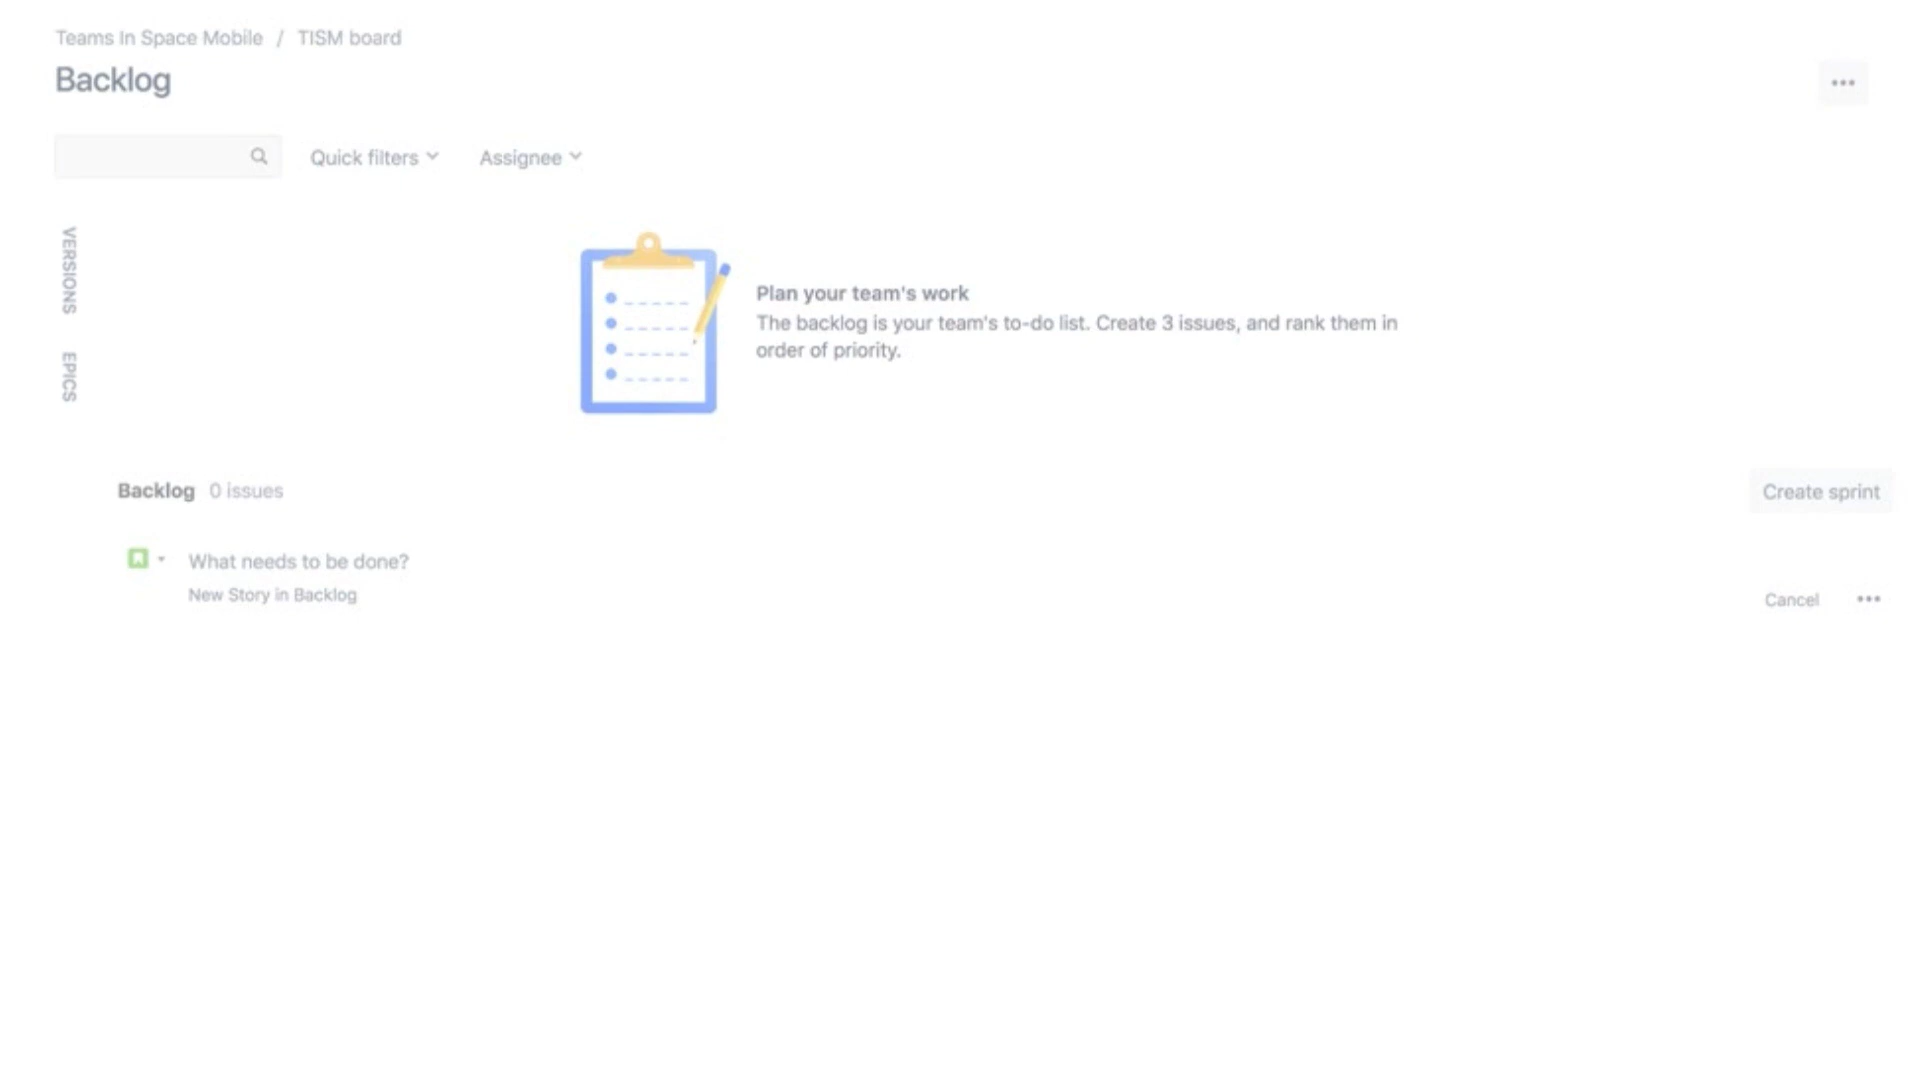 Teams In Space Mobile / TISM board
Backlog
Quick filters
Assignee
VERSIONS
EPICS
Plan your team's work
The backlog is your team's to-do list. Create 3 issues, and rank them in
order of priority.
Backlog 0 issues
Create sprint
What needs to be done?
New Story in Backlog
Cancel